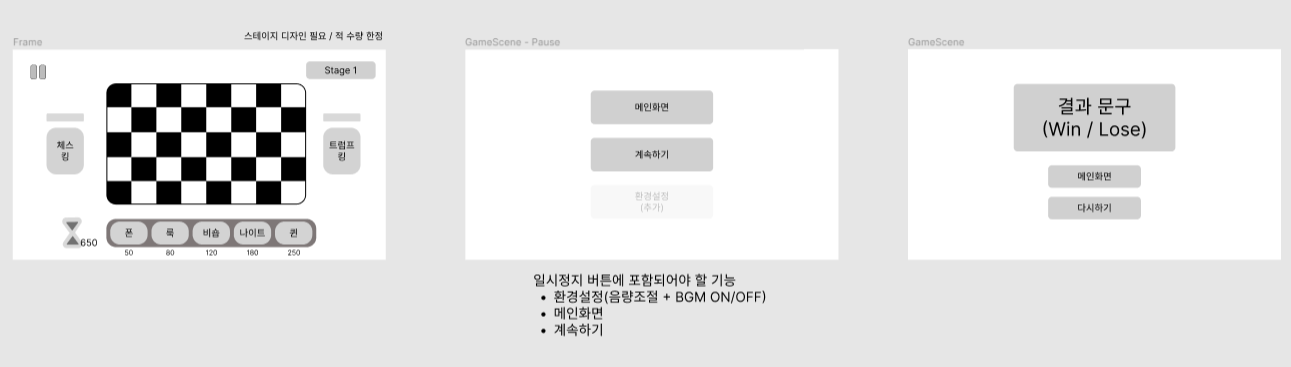 Frame
스테이지 디자인 필요 / 적 수량 한정
Stage 1
체스
킹
트럼프
킹
650
폰
룩
비숍
나이트
퀸
50
80
120
180
250
GameScene - Pause
메인화면
계속하기
환경설정
(추가)
일시정지 버튼에 포함되어야 할 기능
• 환경설정(음량조절 + BGM ON/OFF)
• 메인화면
• 계속하기
GameScene
결과 문구
(Win / Lose)
메인화면
다시하기